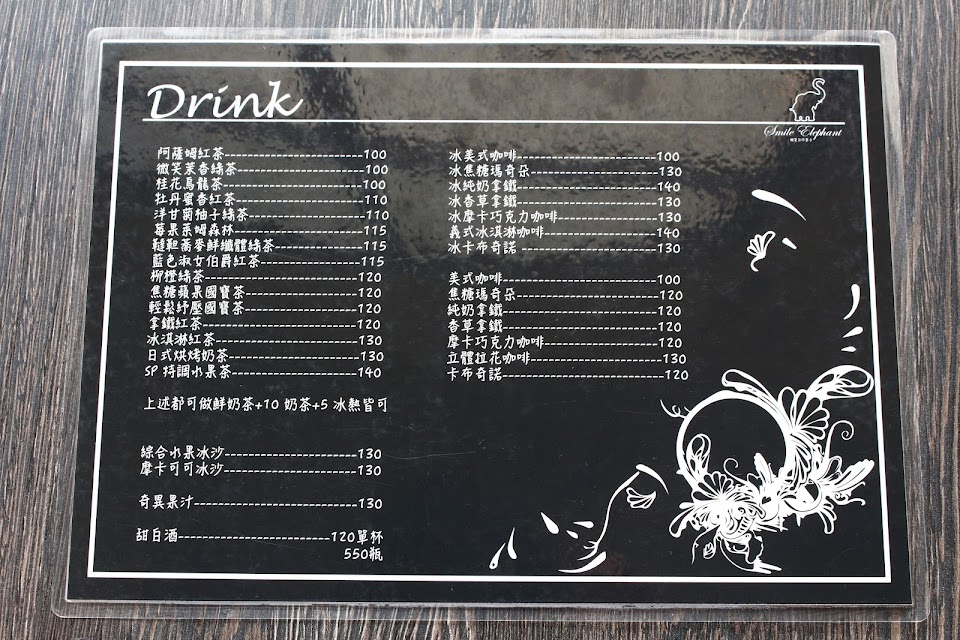 Drink
Smile Elephant
阿薩姆紅茶------------------------100
微笑茉香綠茶----------------------100
桂花烏龍茶------------------------100
牡丹蜜香紅茶----------------------110
洋甘菊柚子綠茶--------------------110
莓果系姆森林----------------------115
韃靼蕎麥鮮纖體綠茶----------------115
藍色淑女伯爵紅茶------------------115
柳橙綠茶--------------------------120
焦糖蘋果國寶茶--------------------120
輕鬆紓壓國寶茶--------------------120
拿鐵紅茶--------------------------120
冰淇淋紅茶------------------------130
日式烘烤奶茶----------------------130
SP 特調水果茶---------------------140
上述都可做鮮奶茶+10 奶茶+5 冰熱皆可
綜合水果冰沙----------------------130
摩卡可可冰沙----------------------130
奇異果汁--------------------------130
甜白酒----------------------------120單杯
550瓶
冰美式咖啡------------------------100
冰焦糖瑪奇朵----------------------130
冰純奶拿鐵------------------------140
冰香草拿鐵------------------------130
冰摩卡巧克力咖啡------------------130
義式冰淇淋咖啡--------------------140
冰卡布奇諾------------------------130
美式咖啡--------------------------100
焦糖瑪奇朵------------------------120
純奶拿鐵--------------------------120
香草拿鐵--------------------------120
摩卡巧克力咖啡--------------------120
立體拉花咖啡----------------------130
卡布奇諾--------------------------120